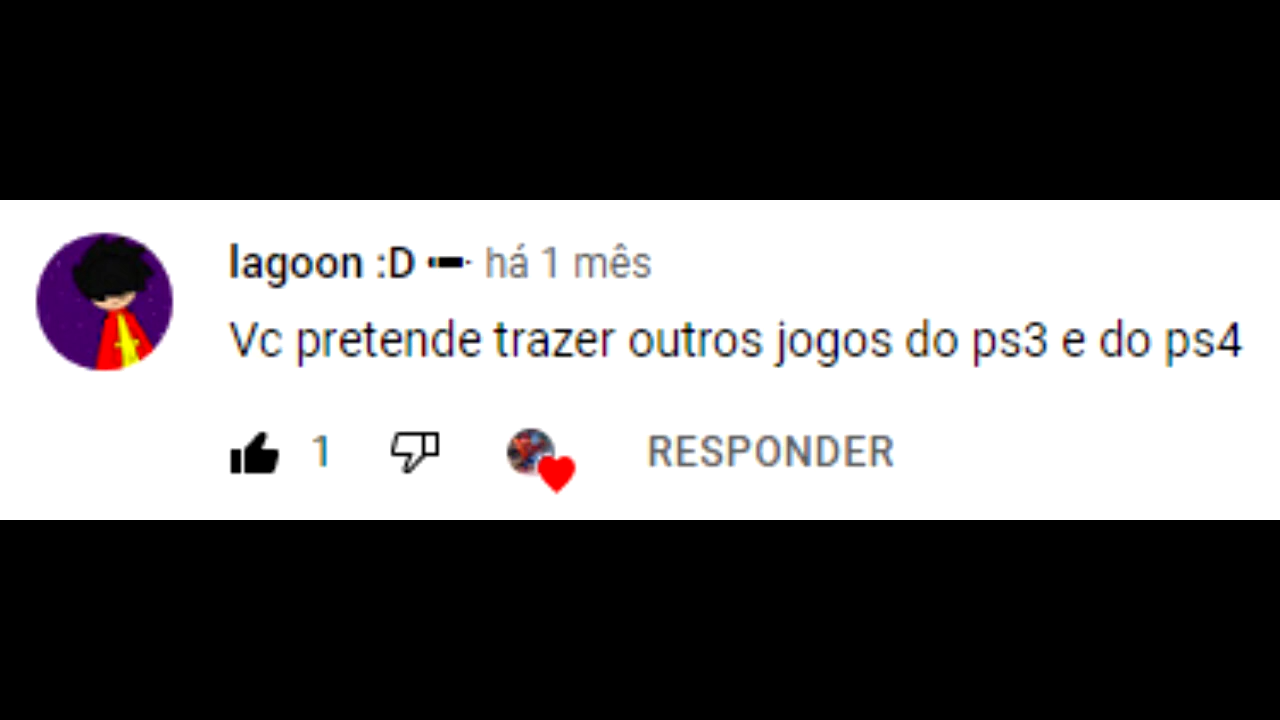 lagoon :D há 1 mês
Vc pretende trazer outros jogos do ps3 e do ps4
1 RESPONDER